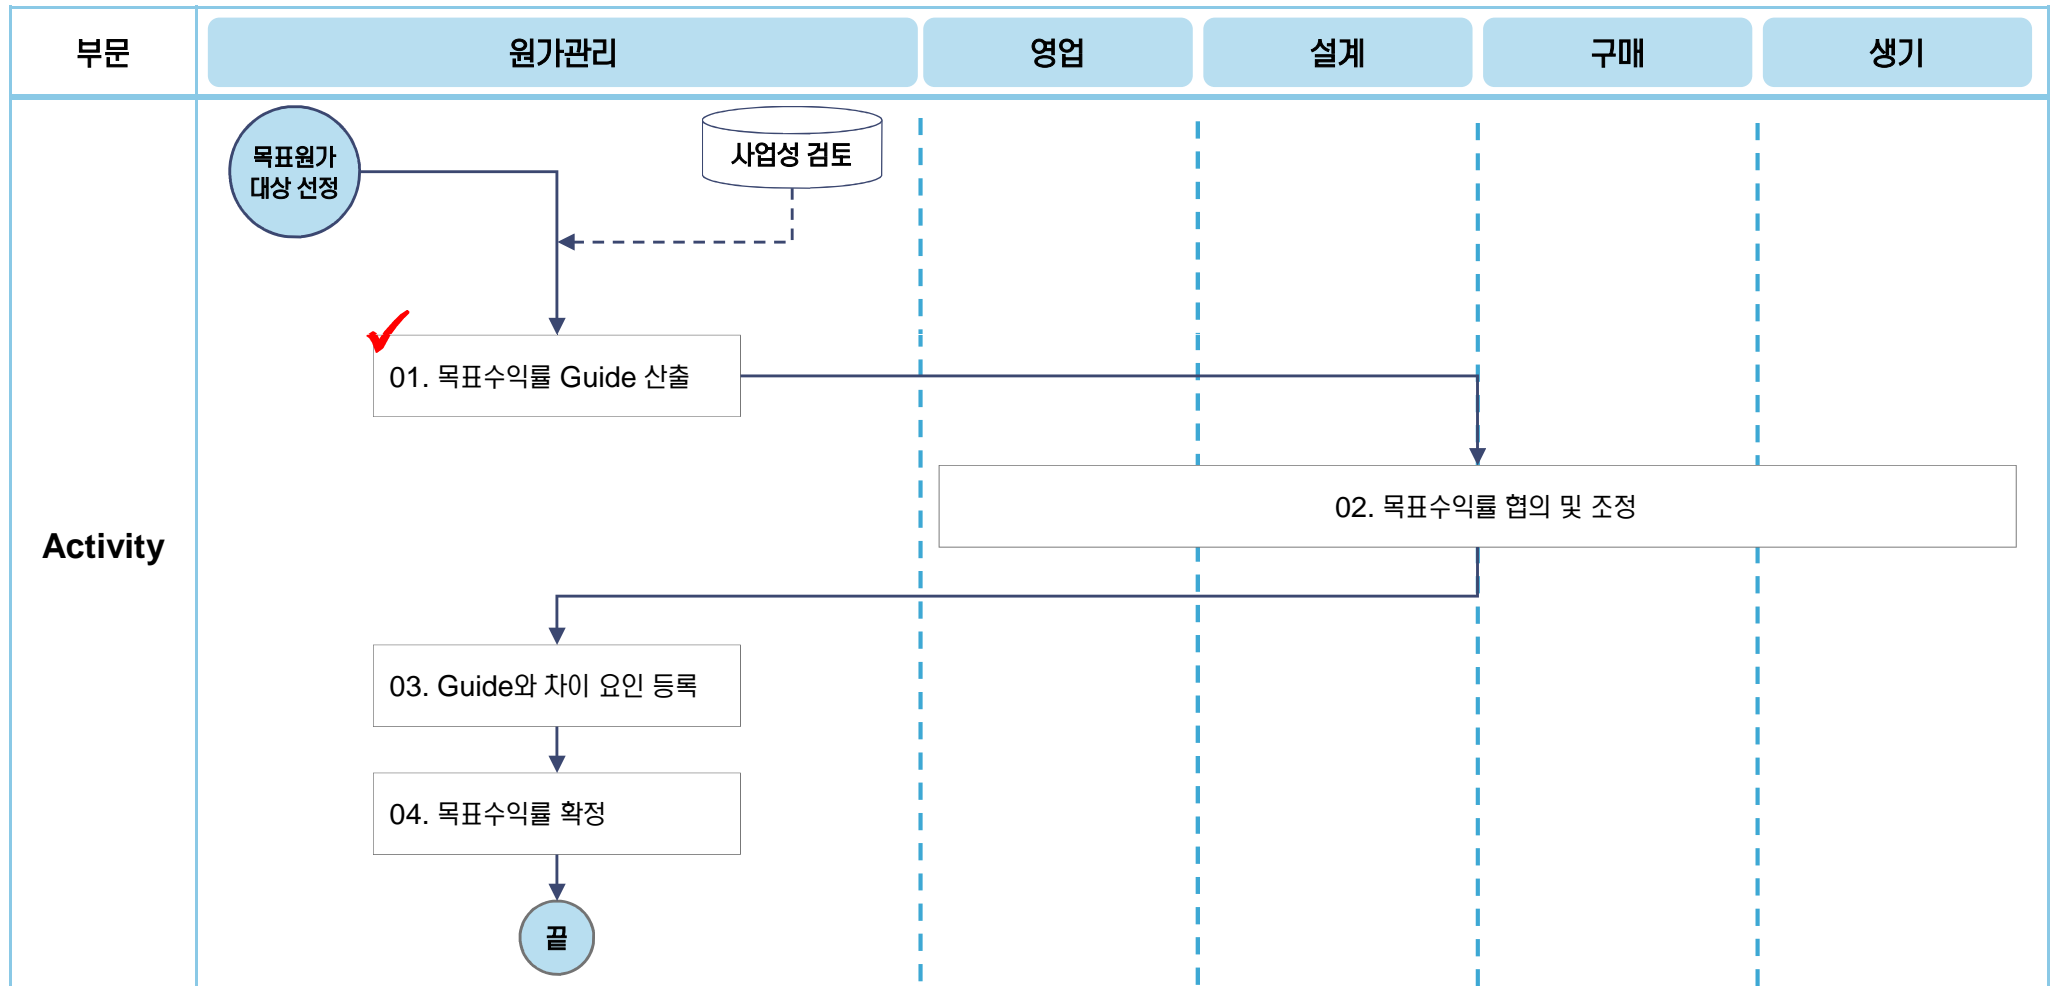 부문
원가관리
영업
설계
구매
생기
목표원가
대상 선정
사업성 검토
01. 목표수익률 Guide 산출
02. 목표수익률 협의 및 조정
Activity
03. Guide와 차이 요인 등록
04. 목표수익률 확정
끝